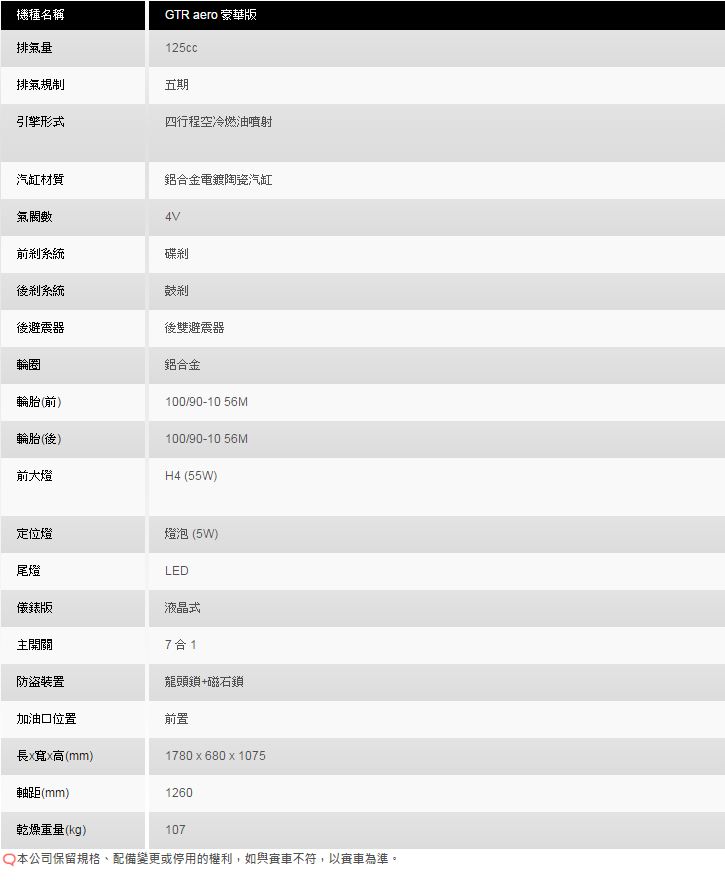 機種名稱 GTR aero 豪華版
排氣量 125cc
排氣規制 五期
引擎形式 四行程空冷燃油噴射
汽缸材質 鋁合金電鍍陶瓷汽缸
氣閥數 4V
前剎系統 碟剎
後剎系統 鼓剎
後避震器 後雙避震器
輪圈 鋁合金
輪胎(前) 100/90-10 56M
輪胎(後) 100/90-10 56M
前大燈 H4 (55W)
定位燈 燈泡 (5W)
尾燈 LED
儀錶版 液晶式
主開關 7 合 1
防盜裝置 龍頭鎖+磁石鎖
加油口位置 前置
長x寬x高(mm) 1780 x 680 x 1075
軸距(mm) 1260
乾燥重量(kg) 107
本公司保留規格、配備變更或停用的權利，如與實車不符，以實車為準。